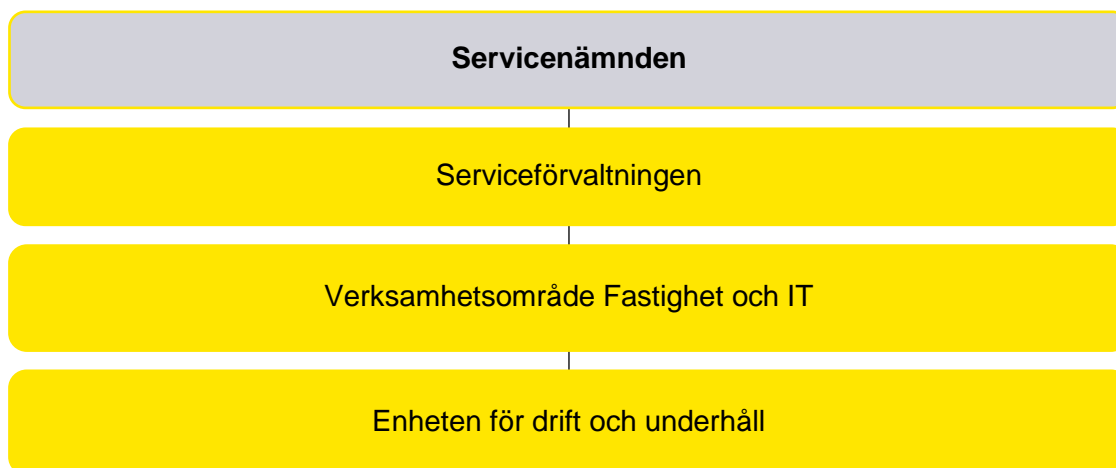 Servicenämnden
Serviceförvaltningen
Verksamhetsområde Fastighet och IT
Enheten för drift och underhåll